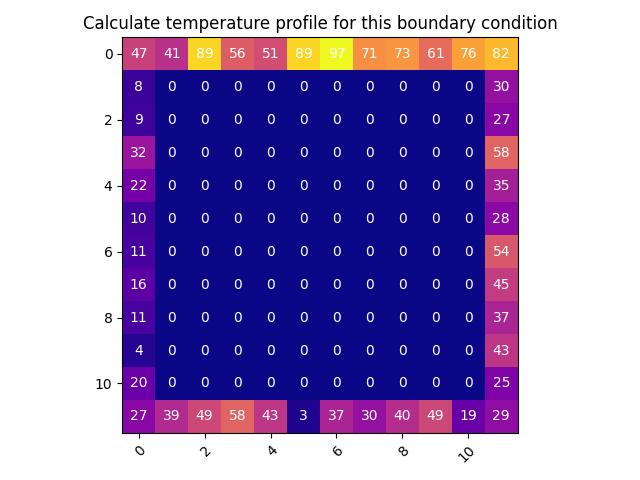 Calculate temperature profile for this boundary condition
0 47 41 89 56 51 89 97 71 73 61 76 82
8 0 0 0 0 0 0 0 0 0 0 30
2 9 0 0 0 0 0 0 0 0 0 0 27
32 0 0 0 0 0 0 0 0 0 0 58
4 22 0 0 0 0 0 0 0 0 0 0 35
10 0 0 0 0 0 0 0 0 0 0 28
6 11 0 0 0 0 0 0 0 0 0 0 54
16 0 0 0 0 0 0 0 0 0 0 45
8 11 0 0 0 0 0 0 0 0 0 0 37
4 0 0 0 0 0 0 0 0 0 0 43
10 20 0 0 0 0 0 0 0 0 0 0 25
27 39 49 58 43 3 37 30 40 49 19 29
0 2 4 6 8 10